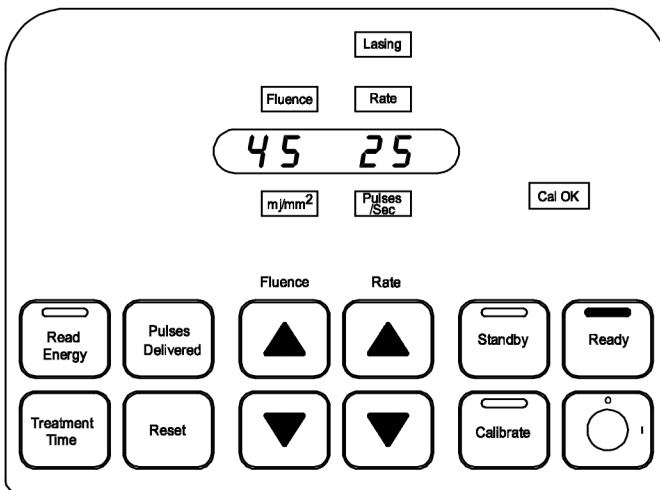 Lasing
Fluence Rate
45 25
mj/mm²
Pulses
/Sec
Cal OK
Fluence Rate
Read
Energy
Pulses
Delivered
Standby
Ready
Treatment
Time
Reset
Calibrate
O
I